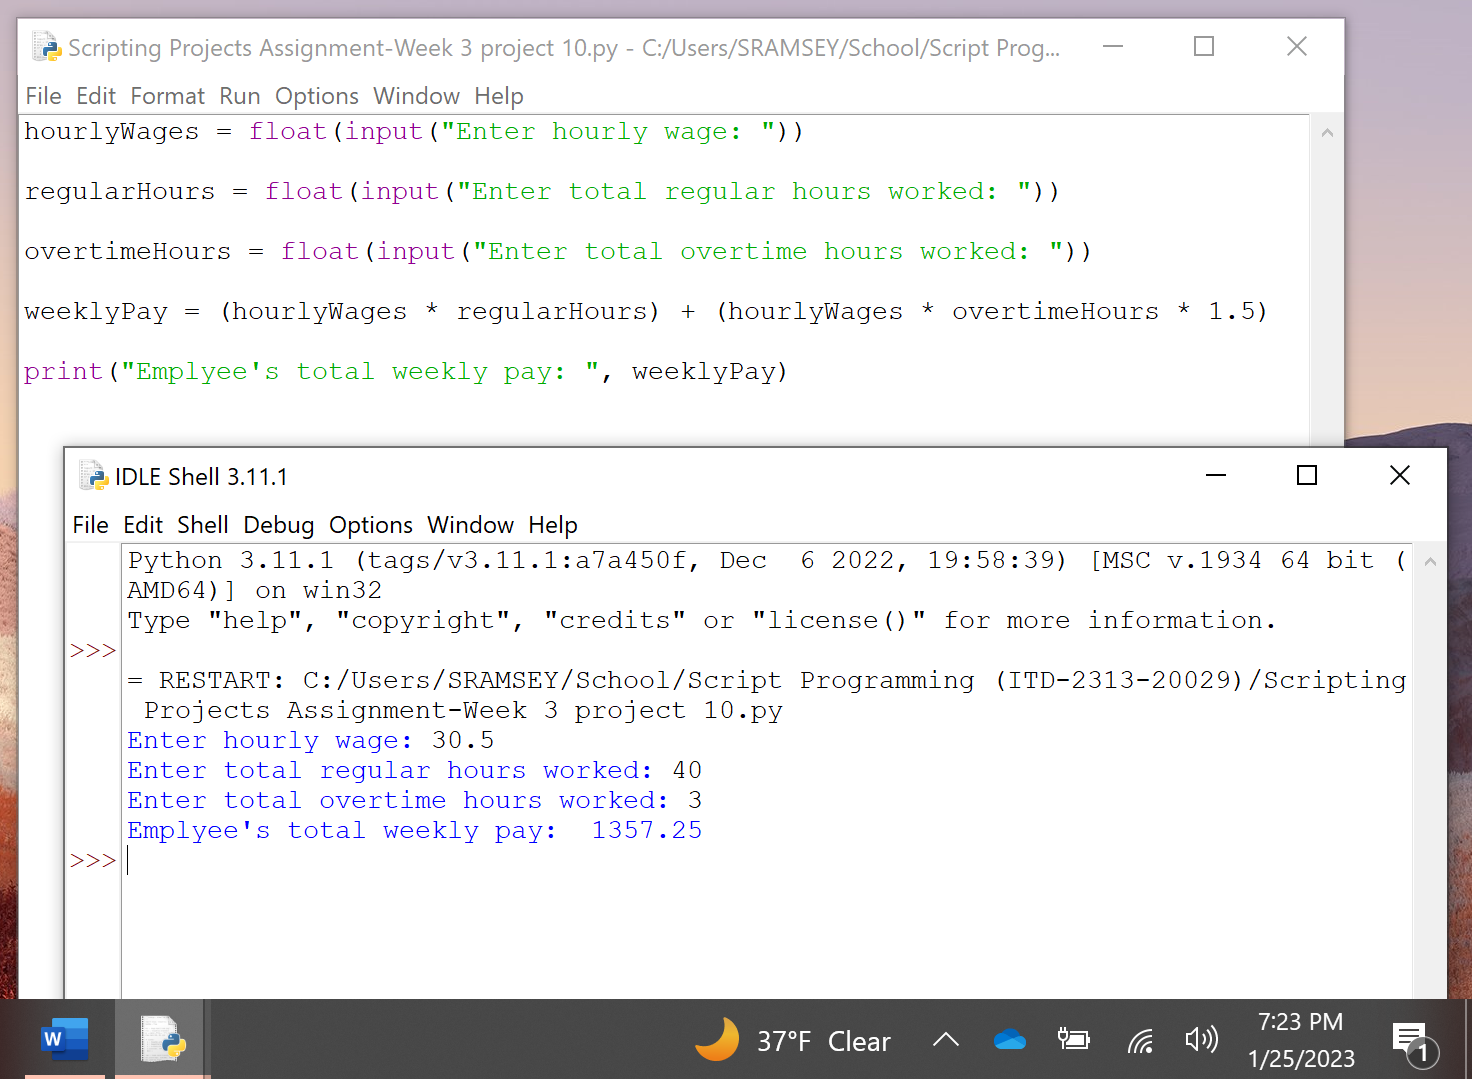 Scripting Projects Assignment-Week 3 project 10.py - C:/Users/SRAMSEY/School/Script Prog...
File Edit Format Run Options Window Help
hourlyWages = float(input("Enter hourly wage: "))
regularHours = float(input("Enter total regular hours worked: "))
overtimeHours = float(input("Enter total overtime hours worked: "))
weeklyPay = (hourlyWages * regularHours) + (hourlyWages * overtimeHours * 1.5)
print("Emplyee's total weekly pay: ", weeklyPay)
IDLE Shell 3.11.1
File Edit Shell Debug Options Window Help
Python 3.11.1 (tags/v3.11.1:a7a450f, Dec  6 2022, 19:58:39) [MSC v.1934 64 bit (
AMD64)] on win32
Type "help", "copyright", "credits" or "license()" for more information.
>>>
= RESTART: C:/Users/SRAMSEY/School/Script Programming (ITD-2313-20029)/Scripting
Projects Assignment-Week 3 project 10.py
Enter hourly wage: 30.5
Enter total regular hours worked: 40
Enter total overtime hours worked: 3
Emplyee's total weekly pay:  1357.25
>>>
W
37°F Clear
7:23 PM
1/25/2023
1